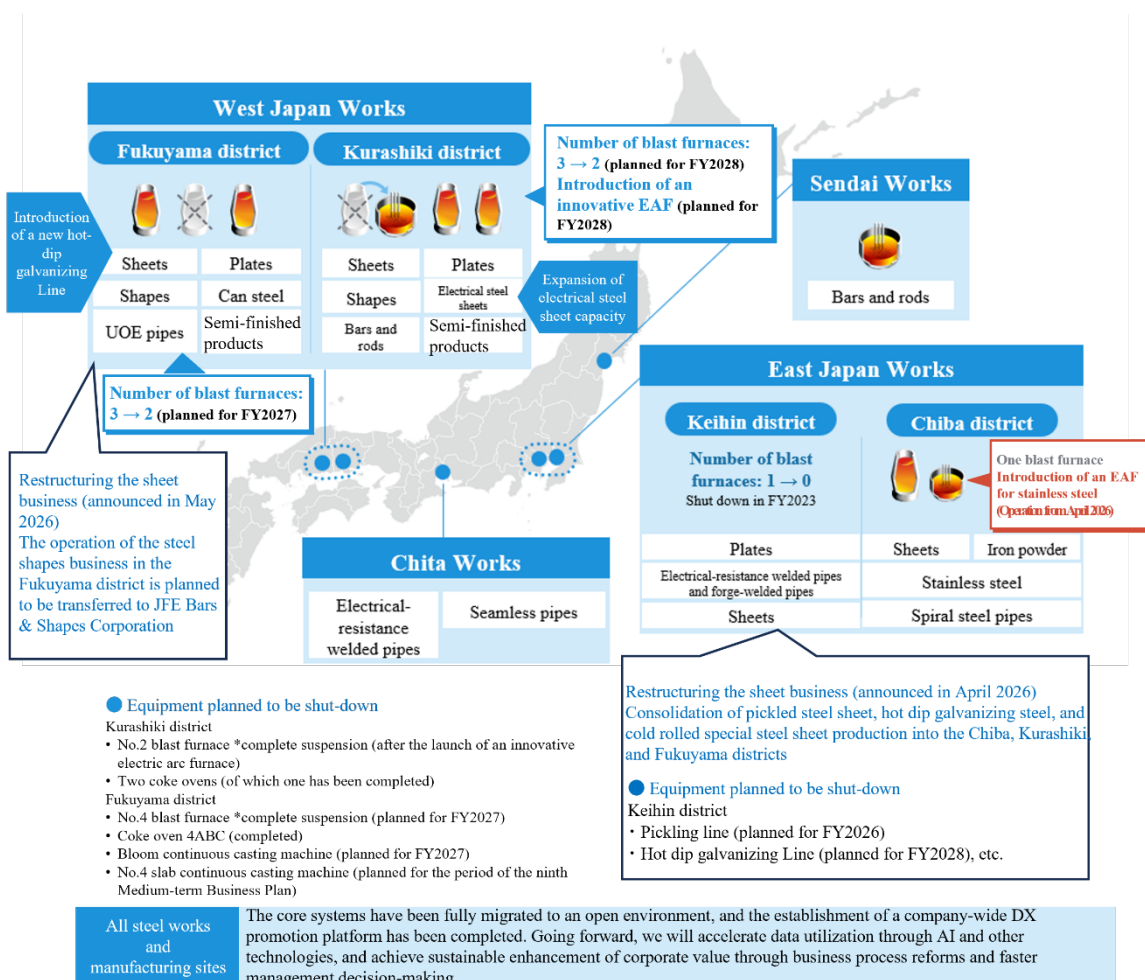 West Japan Works
Fukuyama district
Kurashiki district
Introduction
of a new hot-
dip
galvanizing
Line
Sheets
Plates
Shapes
Can steel
UOE pipes
Semi-finished
products
Sheets
Plates
Shapes
Electrical steel
sheets
Bars and
rods
Semi-finished
products
Number of blast furnaces:
3 → 2 (planned for FY2028)
Introduction of an
innovative EAF (planned for
FY2028)
Expansion of
electrical steel
sheet capacity
Number of blast furnaces:
3 → 2 (planned for FY2027)
Sendai Works
Bars and rods
East Japan Works
Keihin district
Number of blast
furnaces: 1 → 0
Shut down in FY2023
Plates
Electrical-resistance welded pipes
and forge-welded pipes
Sheets
Chiba district
One blast furnace
Introduction of an EAF
for stainless steel
(Operation from April 2026)
Sheets
Iron powder
Stainless steel
Spiral steel pipes
Restructuring the sheet
business (announced in May
2026)
The operation of the steel
shapes business in the
Fukuyama district is planned
to be transferred to JFE Bars
& Shapes Corporation
Chita Works
Electrical-
resistance
welded pipes
Seamless pipes
● Equipment planned to be shut-down
Kurashiki district
• No.2 blast furnace *complete suspension (after the launch of an innovative
electric arc furnace)
• Two coke ovens (of which one has been completed)
Fukuyama district
• No.4 blast furnace *complete suspension (planned for FY2027)
• Coke oven 4ABC (completed)
• Bloom continuous casting machine (planned for FY2027)
• No.4 slab continuous casting machine (planned for the period of the ninth
Medium-term Business Plan)
Restructuring the sheet business (announced in April 2026)
Consolidation of pickled steel sheet, hot dip galvanizing steel, and
cold rolled special steel sheet production into the Chiba, Kurashiki,
and Fukuyama districts
● Equipment planned to be shut-down
Keihin district
・Pickling line (planned for FY2026)
・Hot dip galvanizing Line (planned for FY2028), etc.
All steel works
and
manufacturing sites
The core systems have been fully migrated to an open environment, and the establishment of a company-wide DX
promotion platform has been completed. Going forward, we will accelerate data utilization through AI and other
technologies, and achieve sustainable enhancement of corporate value through business process reforms and faster
management decision-making